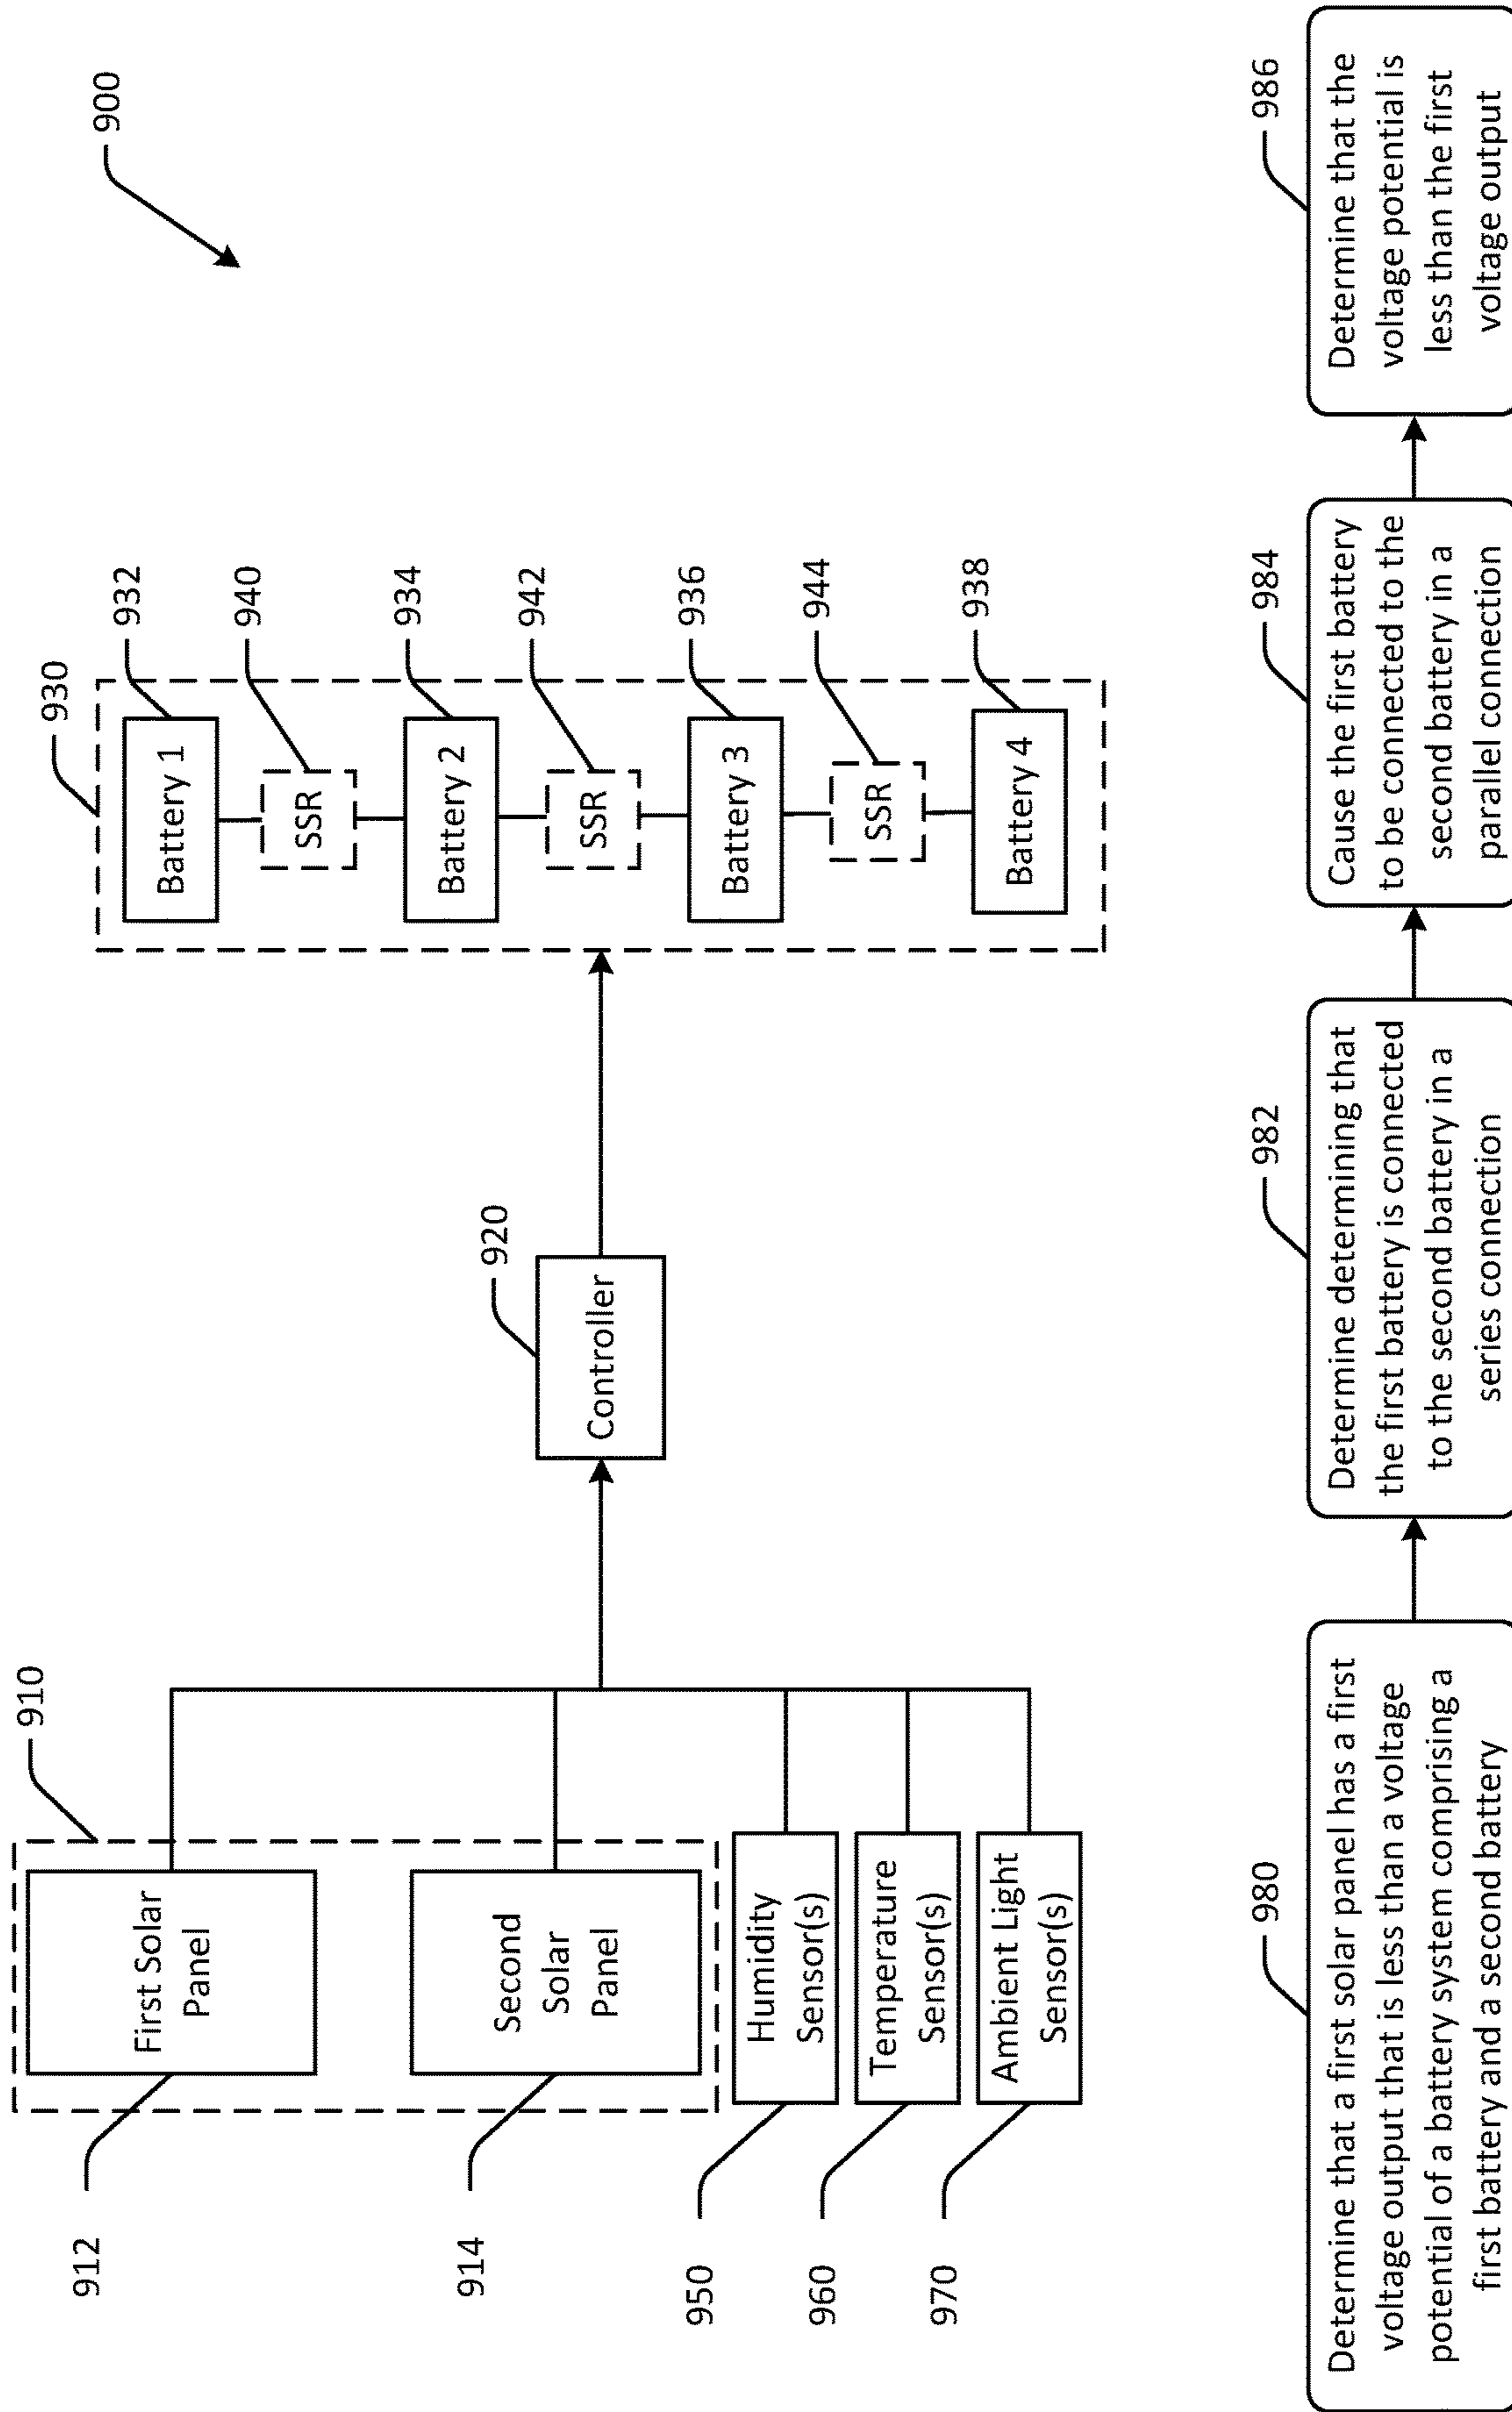 900
910
912
First Solar
Panel
914
Second
Solar
Panel
950
Humidity
Sensor(s)
960
Temperature
Sensor(s)
970
Ambient Light
Sensor(s)
920
Controller
930
Battery 1
932
SSR
940
Battery 2
934
SSR
942
Battery 3
936
SSR
944
Battery 4
938
980
Determine that a first solar panel has a first
voltage output that is less than a voltage
potential of a battery system comprising a
first battery and a second battery
982
Determine determining that
the first battery is connected
to the second battery in a
series connection
984
Cause the first battery
to be connected to the
second battery in a
parallel connection
986
Determine that the
voltage potential is
less than the first
voltage output